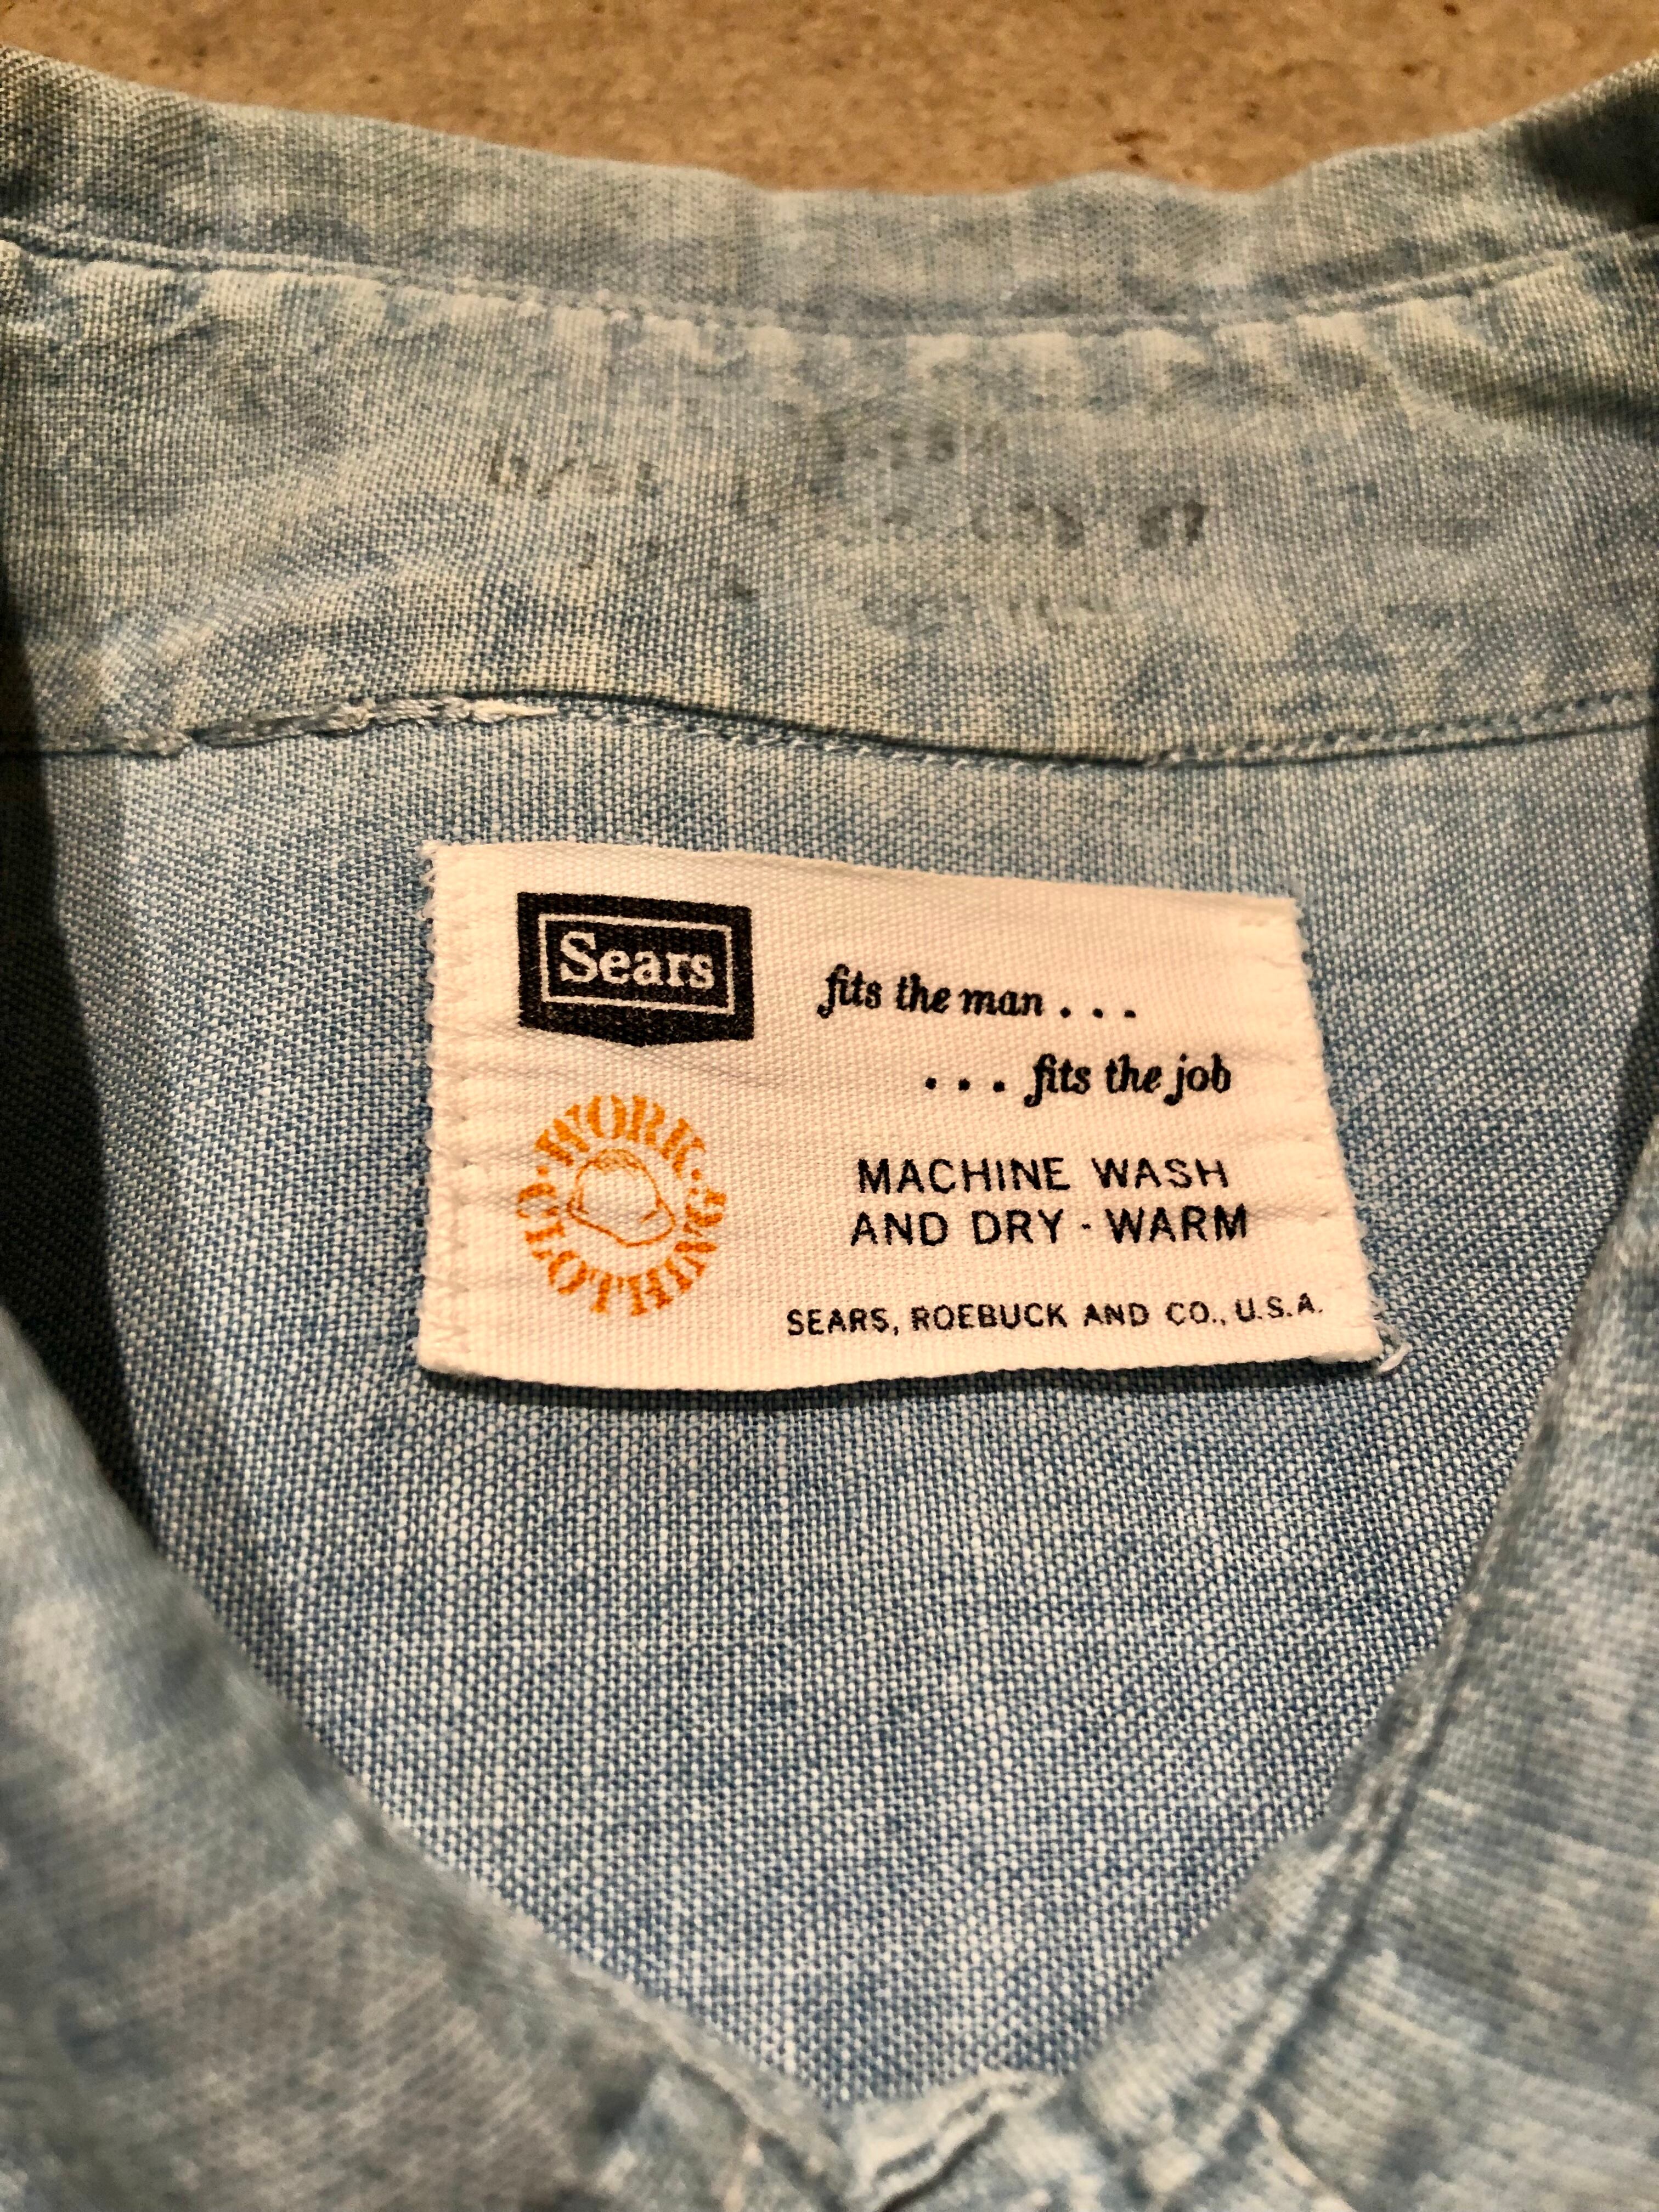 Sears
fits the man . . .
. . . fits the job
WORK · CLOTHING ·
MACHINE WASH
AND DRY - WARM
SEARS, ROEBUCK AND CO., U.S.A.